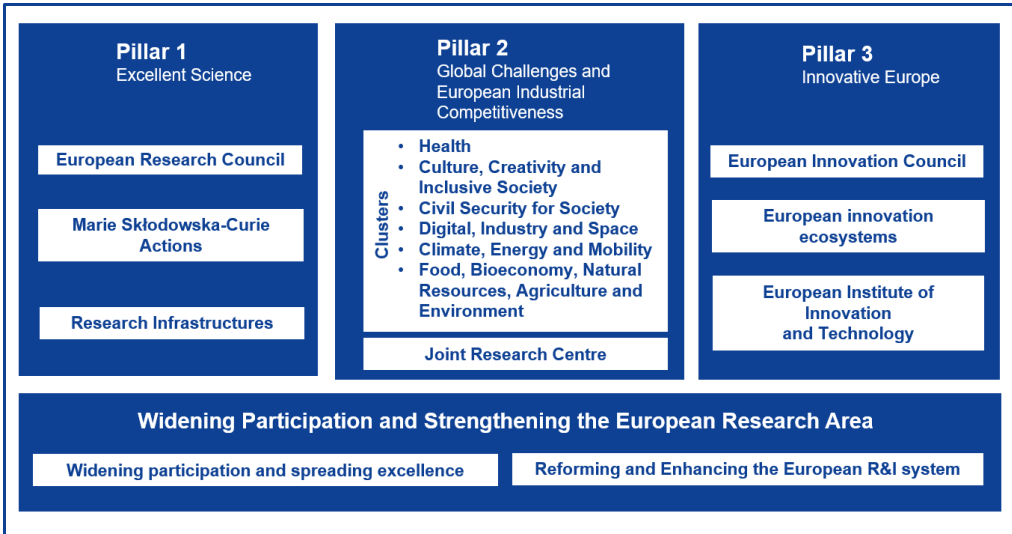 Pillar 1
Excellent Science
European Research Council
Marie Skłodowska-Curie
Actions
Research Infrastructures
Pillar 2
Global Challenges and
European Industrial
Competitiveness
Clusters
• Health
• Culture, Creativity and
Inclusive Society
• Civil Security for Society
• Digital, Industry and Space
• Climate, Energy and Mobility
• Food, Bioeconomy, Natural
Resources, Agriculture and
Environment
Joint Research Centre
Pillar 3
Innovative Europe
European Innovation Council
European innovation
ecosystems
European Institute of
Innovation
and Technology
Widening Participation and Strengthening the European Research Area
Widening participation and spreading excellence
Reforming and Enhancing the European R&I system